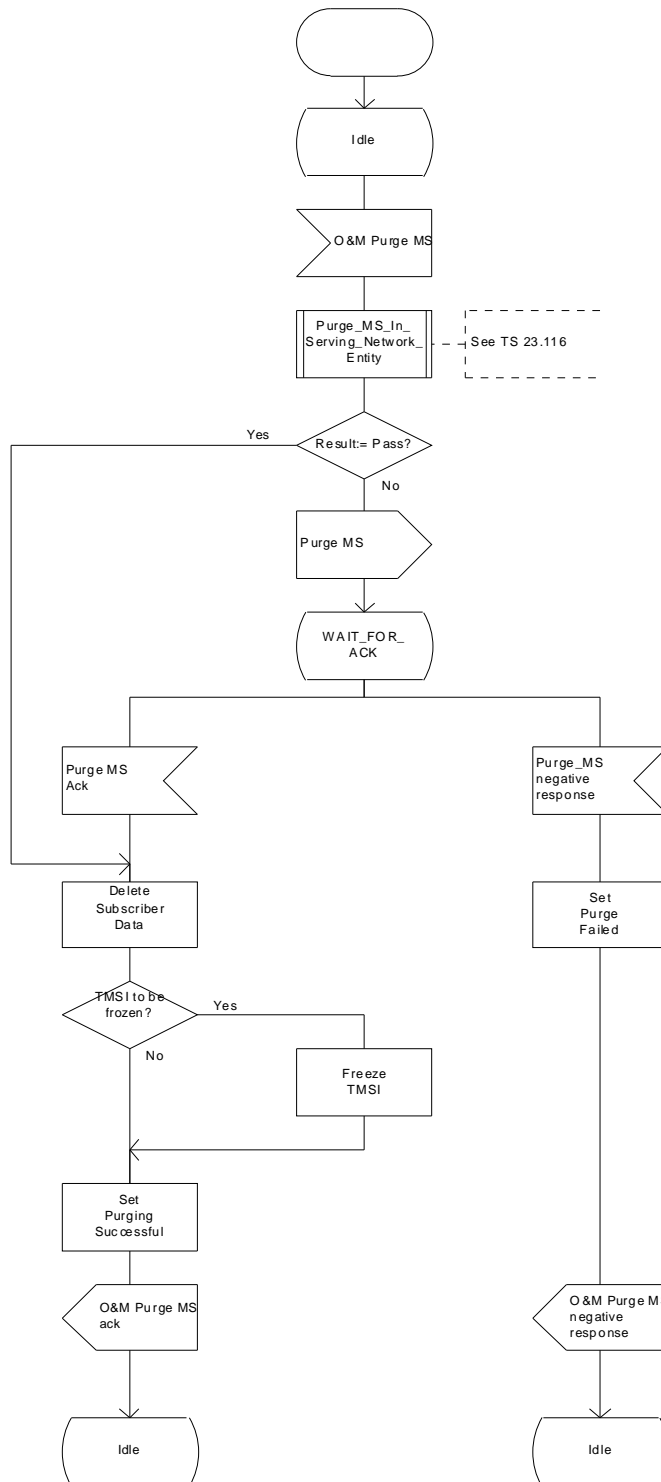 Idle
O&M Purge MS
Purge_MS_In_
Serving_Network_
Entity
See TS 23.116
Yes
Result:= Pass?
No
Purge MS
WAIT_FOR_
ACK
Purge MS
Ack
Purge_MS
negative
response
Delete
Subscriber
Data
Set
Purge
Failed
TMSI to be
frozen?
Yes
No
Freeze
TMSI
Set
Purging
Successful
O&M Purge MS
ack
O&M Purge M
negative
response
Idle
Idle